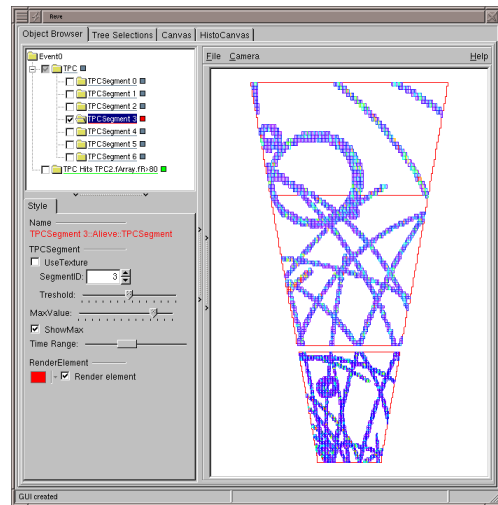 Reve
Object Browser Tree Selections Canvas HistoCanvas
Event0
TPC
TPCSegment 0
TPCSegment 1
TPCSegment 2
TPCSegment 3
TPCSegment 4
TPCSegment 5
TPCSegment 6
TPC Hits TPC2.fArray.fR>80
Style
Name
TPCSegment 3::Alieve::TPCSegment
TPCSegment
UseTexture
SegmentID: 3
Treshold:
MaxValue:
ShowMax
Time Range:
RenderElement
- Render element
File Camera Help
GUI created